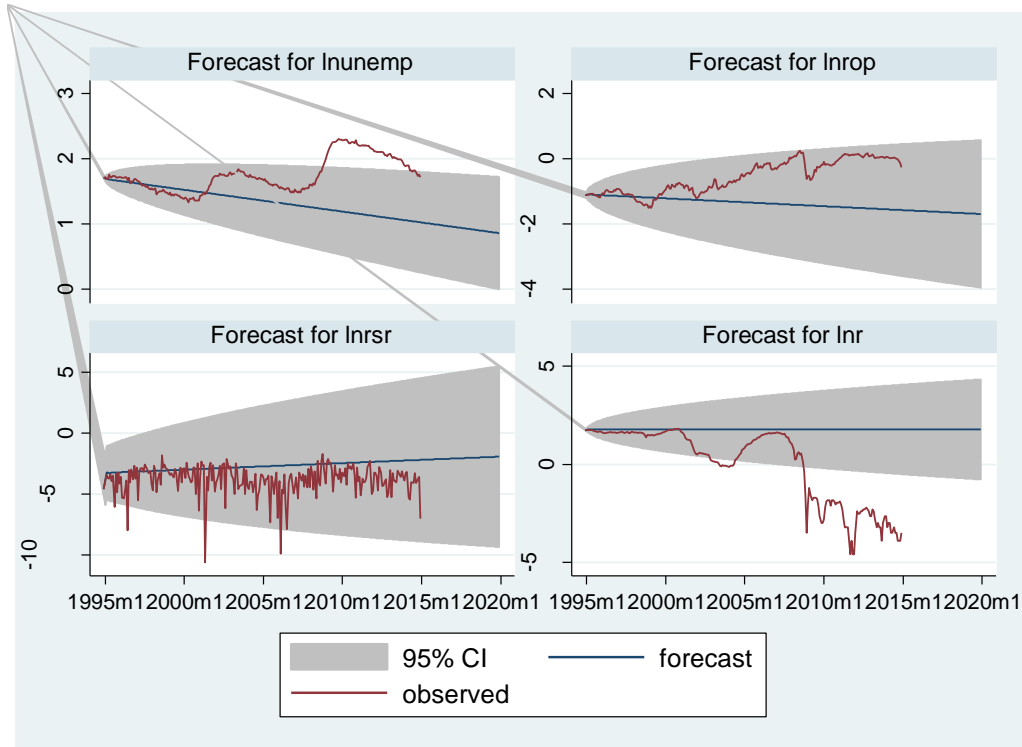 Forecast for lnunemp
Forecast for lnrop
3
2
1
0
2
0
-2
-4
Forecast for lnrsr
Forecast for lnr
5
0
-5
-10
5
0
-5
1995m12000m12005m12010m12015m12020m1
1995m12000m12005m12010m12015m12020m1
95% CI
forecast
observed